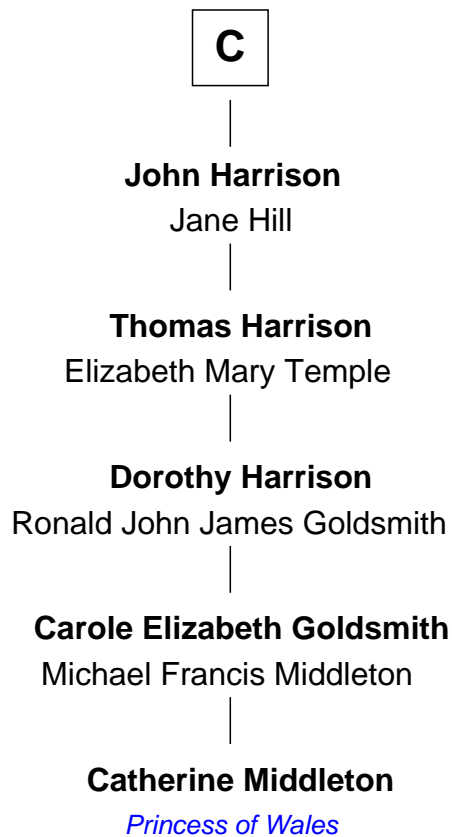 C
John Harrison
Jane Hill
Thomas Harrison
Elizabeth Mary Temple
Dorothy Harrison
Ronald John James Goldsmith
Carole Elizabeth Goldsmith
Michael Francis Middleton
Catherine Middleton
Princess of Wales